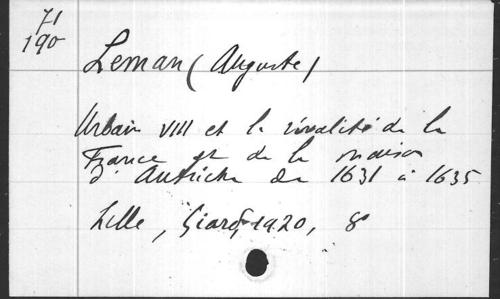 71
190
Leman (Auguste)
Urbain VIII et la rivalité de la
France et de la maison
d'Autriche de 1631 à 1635
Lille, Giard, 1920, 8°